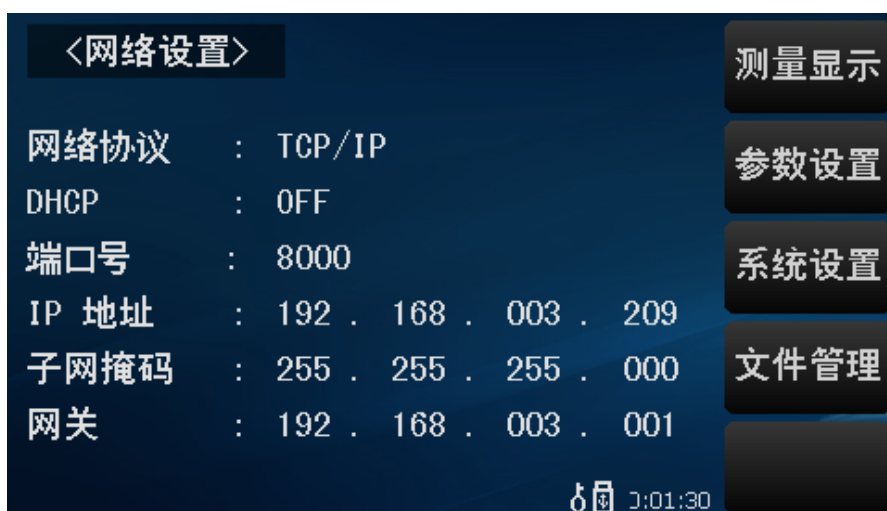 <网络设置>
网络协议 : TCP/IP
DHCP : OFF
端口号 : 8000
IP 地址 : 192 . 168 . 003 . 209
子网掩码 : 255 . 255 . 255 . 000
网关 : 192 . 168 . 003 . 001
:01:30
测量显示
参数设置
系统设置
文件管理